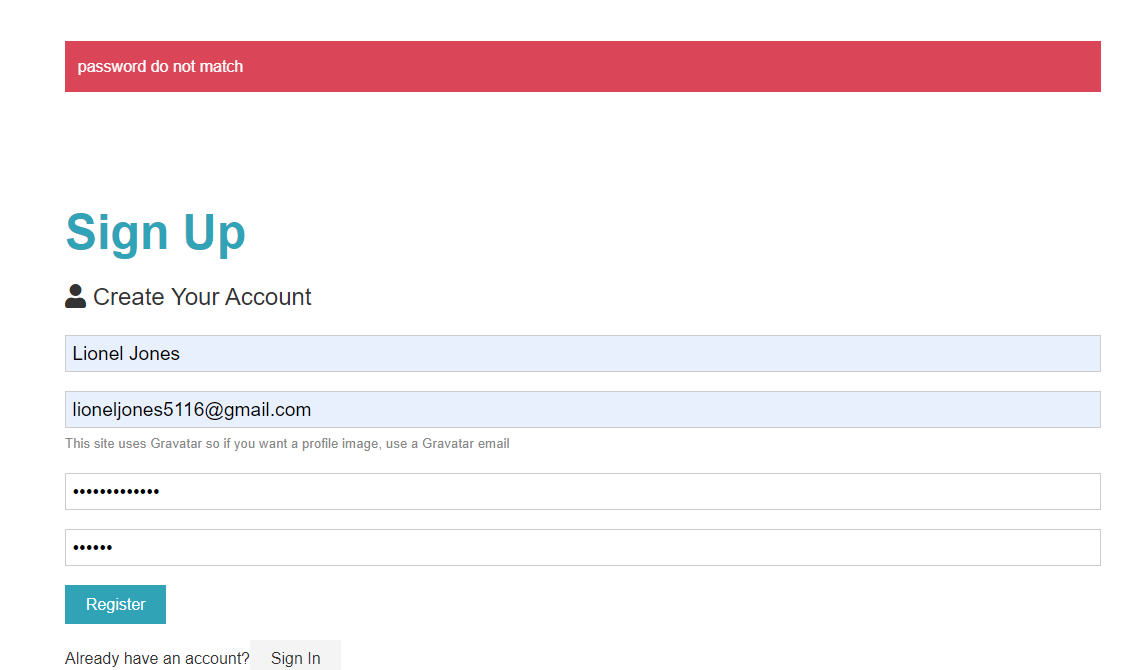 password do not match
Sign Up
Create Your Account
Lionel Jones
lioneljones5116@gmail.com
This site uses Gravatar so if you want a profile image, use a Gravatar email
•••••••••••••
••••••
Register
Already have an account? Sign In